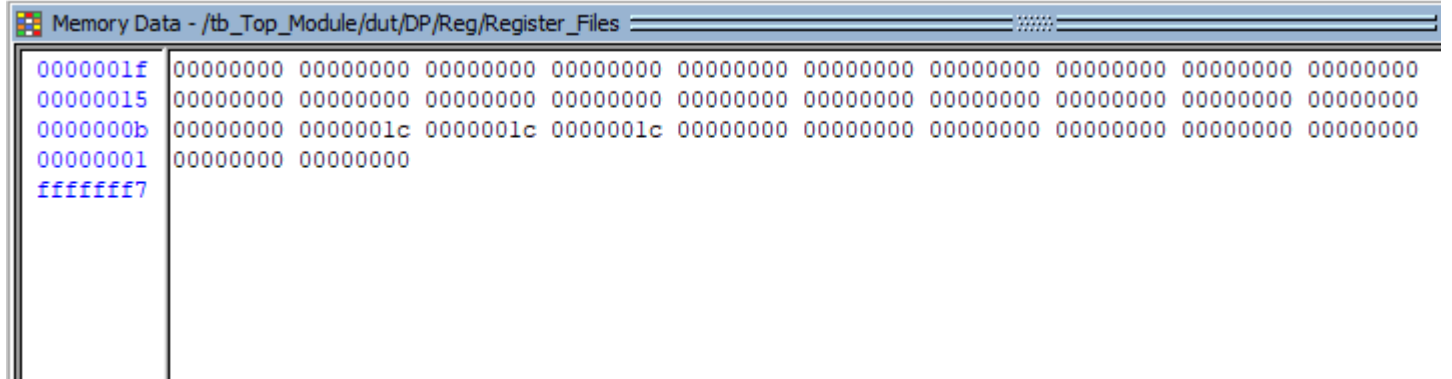 Memory Data - /tb_Top_Module/dut/DP/Reg/Register_Files
0000001f 00000000 00000000 00000000 00000000 00000000 00000000 00000000 00000000 00000000 00000000
00000015 00000000 00000000 00000000 00000000 00000000 00000000 00000000 00000000 00000000 00000000
0000000b 00000000 0000001c 0000001c 0000001c 00000000 00000000 00000000 00000000 00000000 00000000
00000001 00000000 00000000
fffffff7